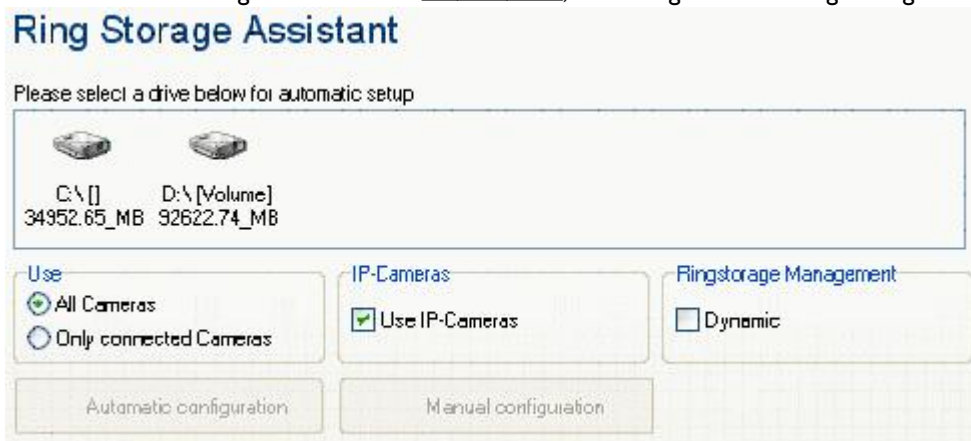 Ring Storage Assistant
Please select a drive below for automatic setup
C:\ [] D:\ [Volume]
34952.65_MB 92622.74_MB
Use IP-Cameras Ringstorage Management
All Cameras
Use IP-Cameras Dynamic
Only connected Cameras
Automatic configuration Manual configuration